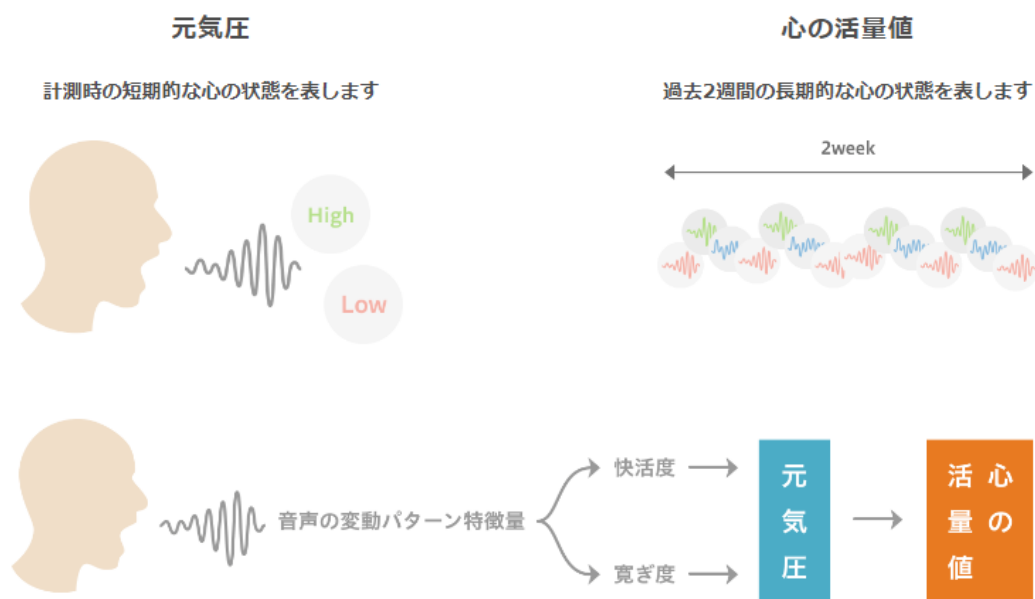 元気圧
心の活量値
計測時の短期的な心の状態を表します
過去2週間の長期的な心の状態を表します
2week
High
Low
音声の変動パターン特徴量
快活度
寛ぎ度
元気圧
心の活量値